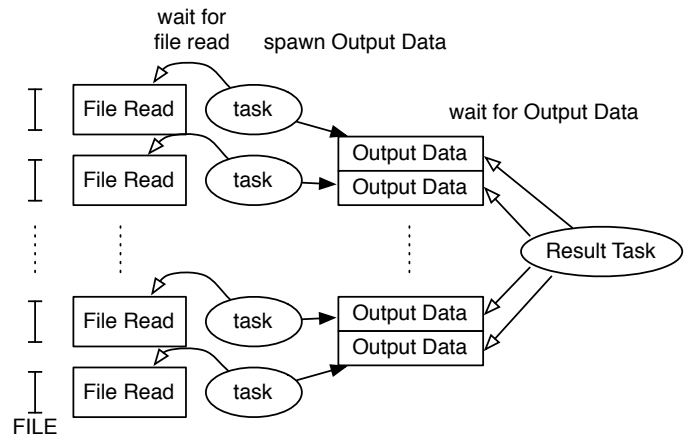 wait for
file read
spawn Output Data
File Read
task
wait for Output Data
Output Data
File Read
task
Output Data
Result Task
File Read
task
Output Data
Output Data
File Read
task
FILE